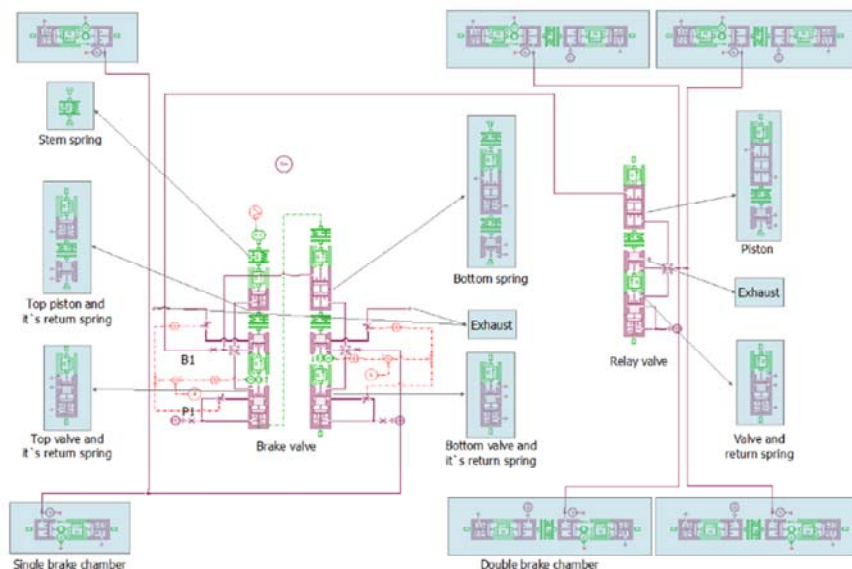 Stem spring
Piston
Bottom spring
Top piston and
it`s return spring
Exhaust
Exhaust
Relay valve
B1
P1
Top valve and
it`s return spring
Brake valve
Bottom valve and
it`s return spring
Valve and
return spring
Single brake chamber
Double brake chamber